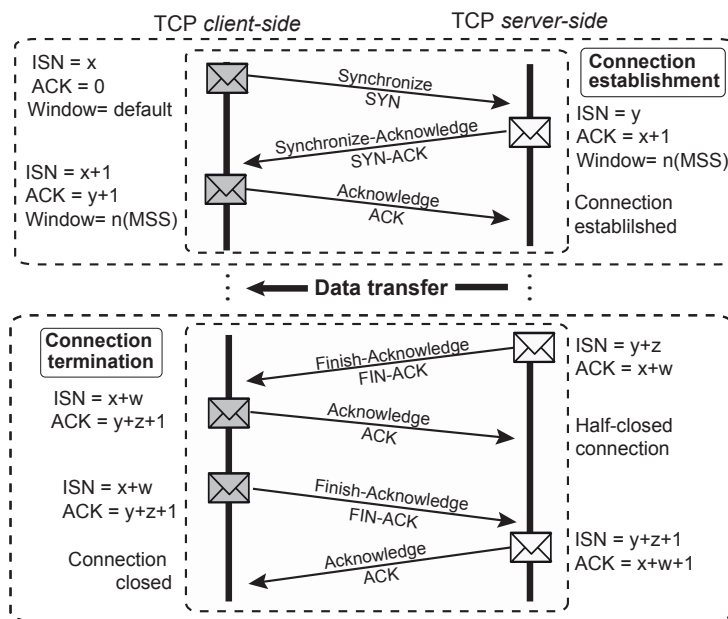 TCP client-side
TCP server-side
ISN = x
ACK = 0
Window= default
Synchronize
SYN
Connection
establishment
ISN = y
ACK = x+1
Window= n(MSS)
Synchronize-Acknowledge
SYN-ACK
ISN = x+1
ACK = y+1
Window= n(MSS)
Acknowledge
ACK
Connection
establilshed
Data transfer
Connection
termination
Finish-Acknowledge
FIN-ACK
ISN = y+z
ACK = x+w
ISN = x+w
ACK = y+z+1
Acknowledge
ACK
Half-closed
connection
ISN = x+w
ACK = y+z+1
Finish-Acknowledge
FIN-ACK
ISN = y+z+1
ACK = x+w+1
Connection
closed
Acknowledge
ACK